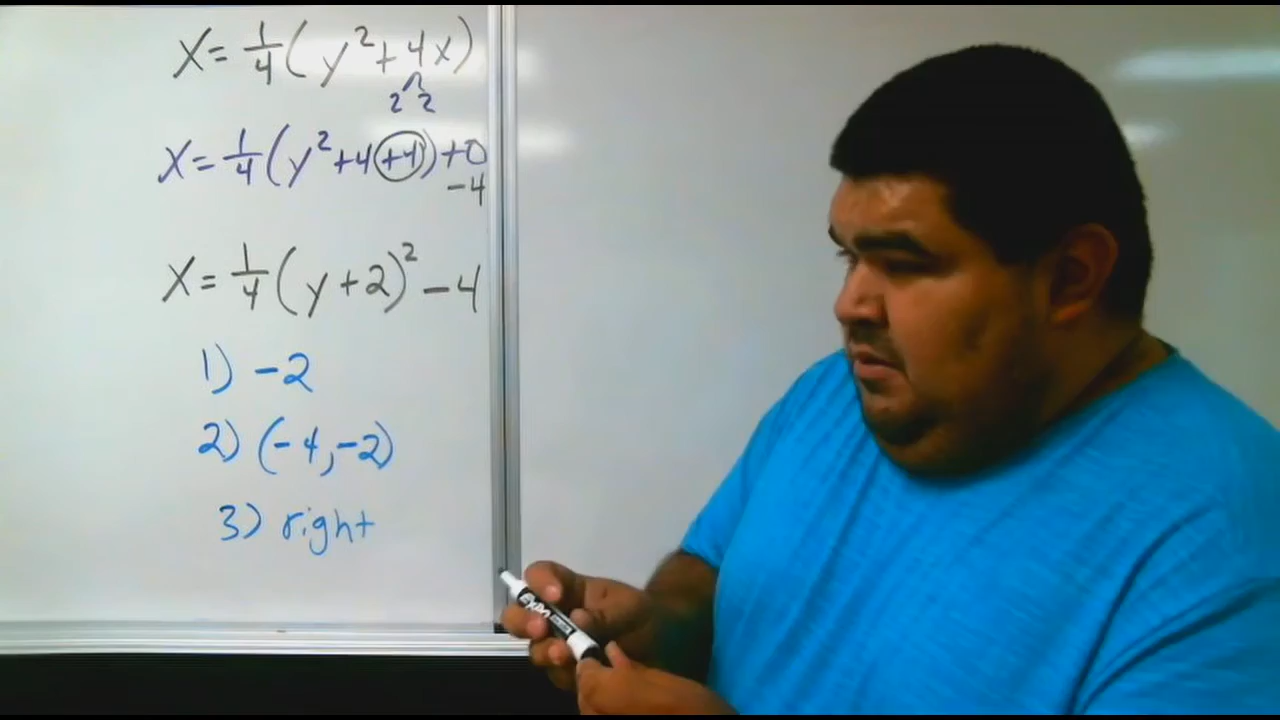 X = 1/4 ( y² + 4x )
2 2
X = 1/4 ( y² + 4 + 4 ) + 0
- 4
X = 1/4 ( y + 2 )² - 4
1) -2
2) (-4, -2)
3) right
EXPO